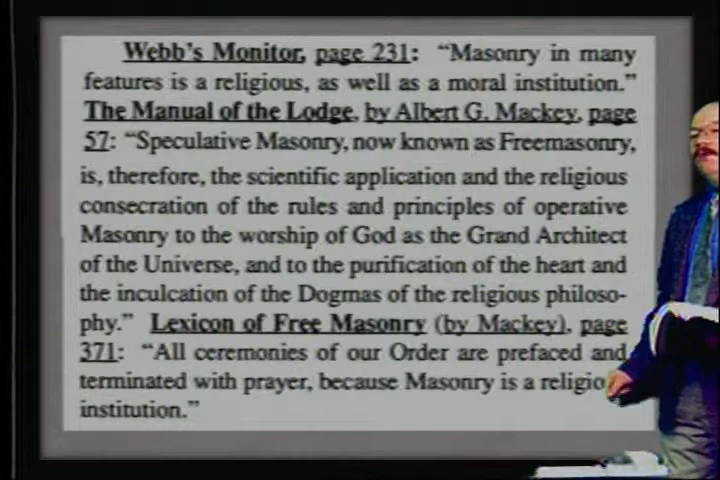 Webb's Monitor, page 231: “Masonry in many
features is a religious, as well as a moral institution.”
The Manual of the Lodge, by Albert G. Mackey, page
57: “Speculative Masonry, now known as Freemasonry,
is, therefore, the scientific application and the religious
consecration of the rules and principles of operative
Masonry to the worship of God as the Grand Architect
of the Universe, and to the purification of the heart and
the inculcation of the Dogmas of the religious philoso-
phy.” Lexicon of Free Masonry (by Mackey), page
371: “All ceremonies of our Order are prefaced and
terminated with prayer, because Masonry is a religio
institution.”